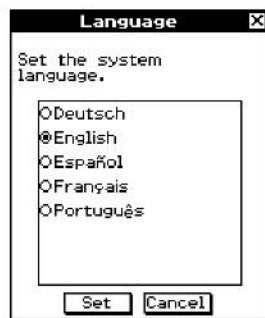 Language
Set the system
language.
Deutsch
English
Español
Français
Português
Set Cancel